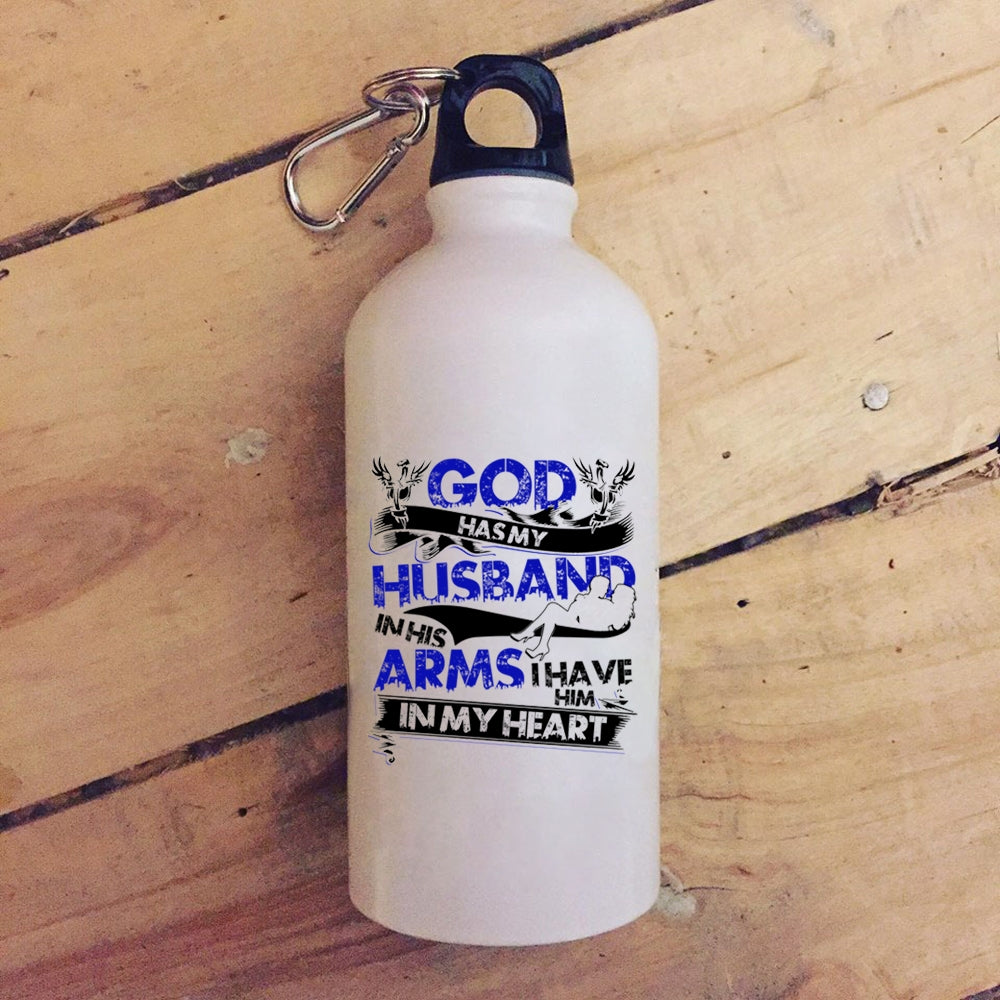 GOD
HAS MY
HUSBAND
IN HIS
ARMS I HAVE
HIM
IN MY HEART